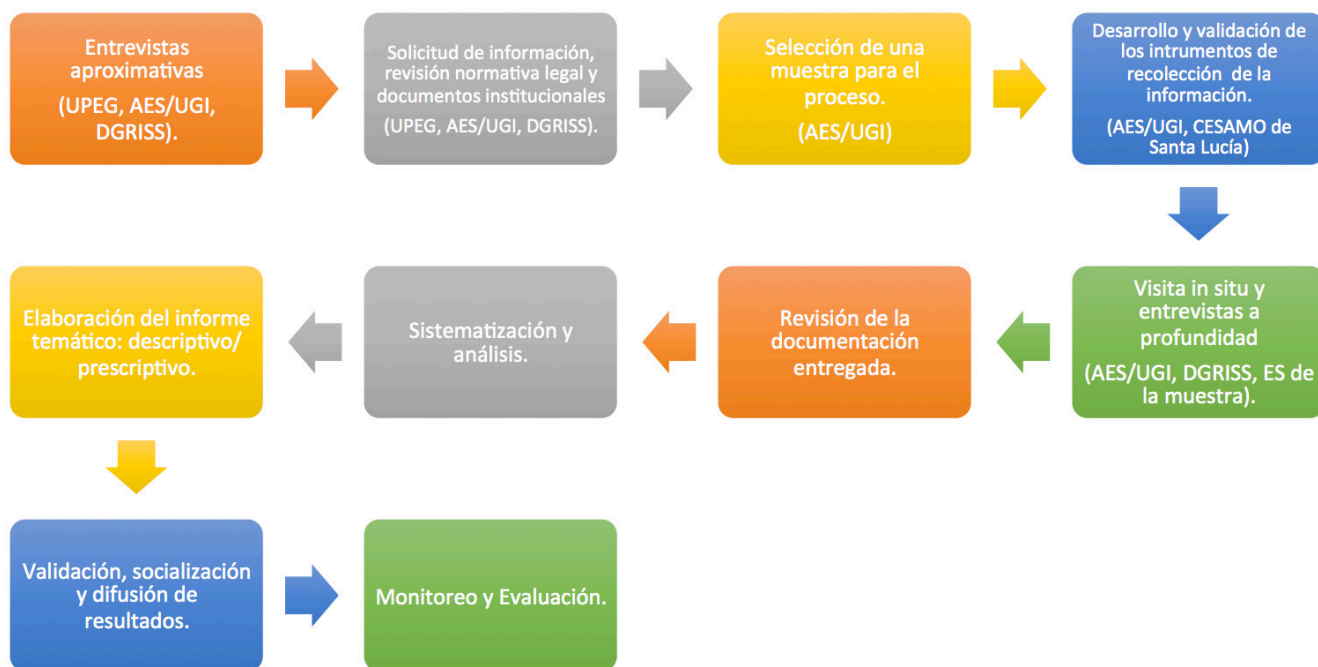 Entrevistas
aproximativas
(UPEG, AES/UGI,
DGRISS).
Solicitud de información,
revisión normativa legal y
documentos institucionales
(UPEG, AES/UGI, DGRISS).
Selección de una
muestra para el
proceso.
(AES/UGI)
Desarrollo y validación de
los intrumentos de
recolección de la
información.
(AES/UGI, CESAMO de
Santa Lucía)
Visita in situ y
entrevistas a
profundidad
(AES/UGI, DGRISS, ES de
la muestra).
Revisión de la
documentación
entregada.
Sistematización y
análisis.
Elaboración del informe
temático: descriptivo/
prescriptivo.
Validación, socialización
y difusión de
resultados.
Monitoreo y Evaluación.